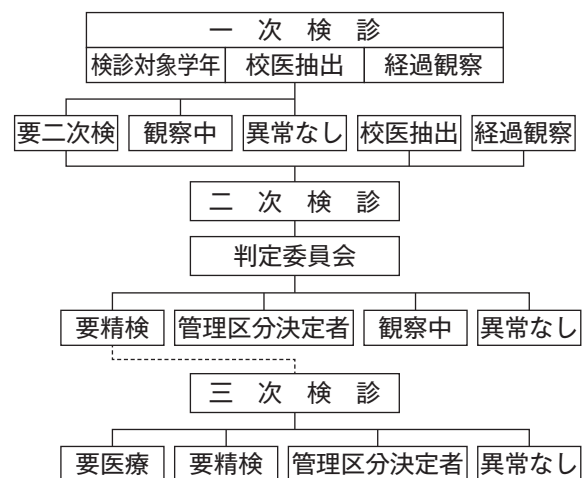 一次検診
検診対象学年 校医抽出 経過観察
要二次検 観察中 異常なし 校医抽出 経過観察
二次検診
判定委員会
要精検 管理区分決定者 観察中 異常なし
三次検診
要医療 要精検 管理区分決定者 異常なし